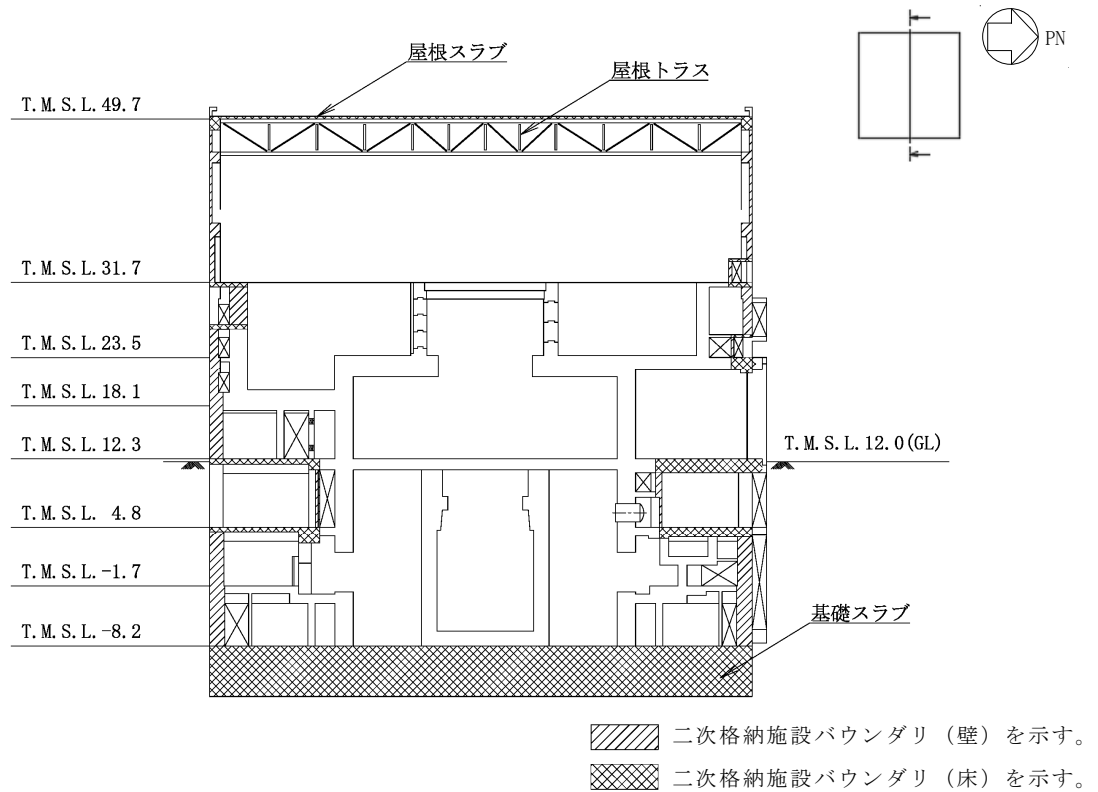 屋根スラブ
PN
屋根トラス
T.M.S.L.49.7
T.M.S.L.31.7
T.M.S.L.23.5
T.M.S.L.18.1
T.M.S.L.12.3
T.M.S.L.12.0(GL)
T.M.S.L. 4.8
T.M.S.L.-1.7
基礎スラブ
T.M.S.L.-8.2
二次格納施設バウンダリ（壁）を示す。
二次格納施設バウンダリ（床）を示す。